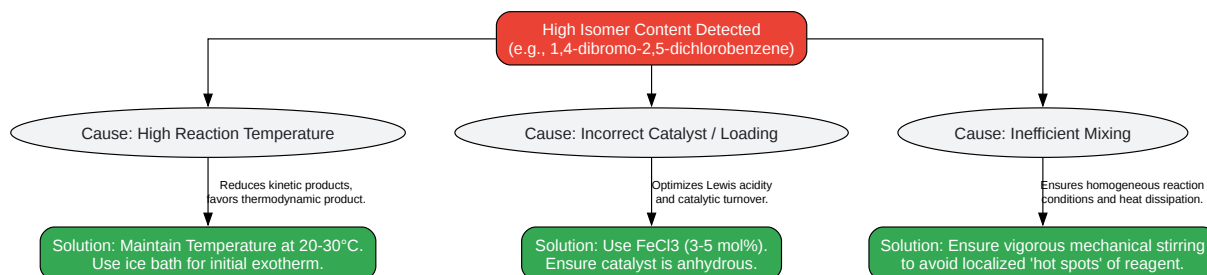 High Isomer Content Detected
(e.g., 1,4-dibromo-2,5-dichlorobenzene)
Cause: High Reaction Temperature
Cause: Incorrect Catalyst / Loading
Cause: Inefficient Mixing
Reduces kinetic products,
favors thermodynamic product.
Optimizes Lewis acidity
and catalytic turnover.
Ensures homogeneous reaction
conditions and heat dissipation.
Solution: Maintain Temperature at 20-30°C.
Use ice bath for initial exotherm.
Solution: Use FeCl3 (3-5 mol%).
Ensure catalyst is anhydrous.
Solution: Ensure vigorous mechanical stirring
to avoid localized 'hot spots' of reagent.